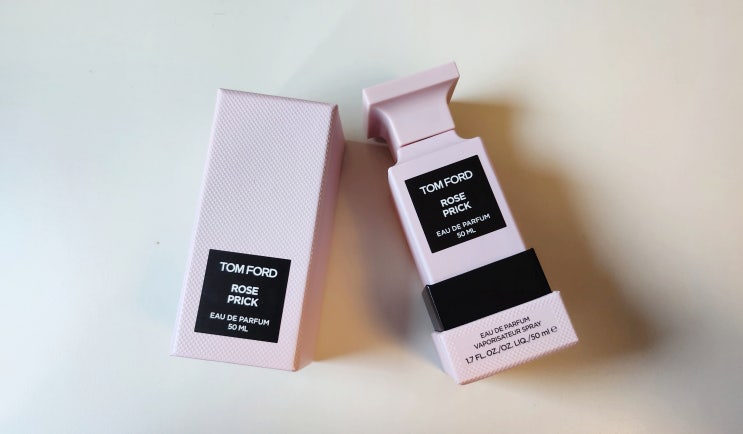 TOM FORD
ROSE
PRICK
EAU DE PARFUM
50 ML
TOM FORD
ROSE
PRICK
EAU DE PARFUM
50 ML
EAU DE PARFUM
VAPORISATEUR SPRAY
1.7 FL. OZ./OZ. LIQ./50 ml ℮